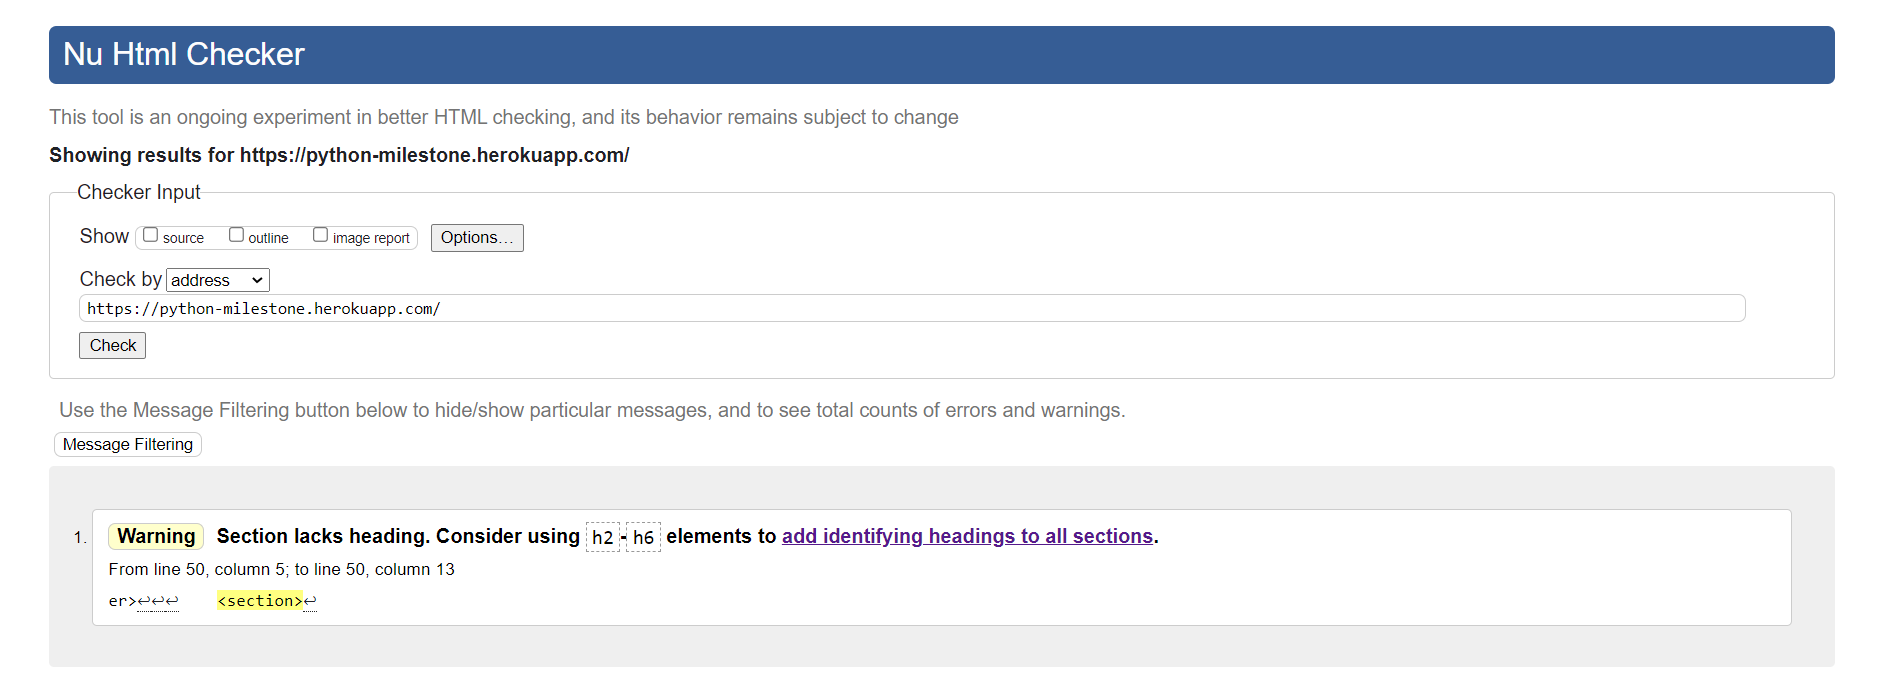 Nu Html Checker
This tool is an ongoing experiment in better HTML checking, and its behavior remains subject to change
Showing results for https://python-milestone.herokuapp.com/
Checker Input
Show source outline image report Options...
Check by address
https://python-milestone.herokuapp.com/
Check
Use the Message Filtering button below to hide/show particular messages, and to see total counts of errors and warnings.
Message Filtering
1. Warning Section lacks heading. Consider using h2-h6 elements to add identifying headings to all sections.
From line 50, column 5; to line 50, column 13
er>↩↩↩ <section>↩